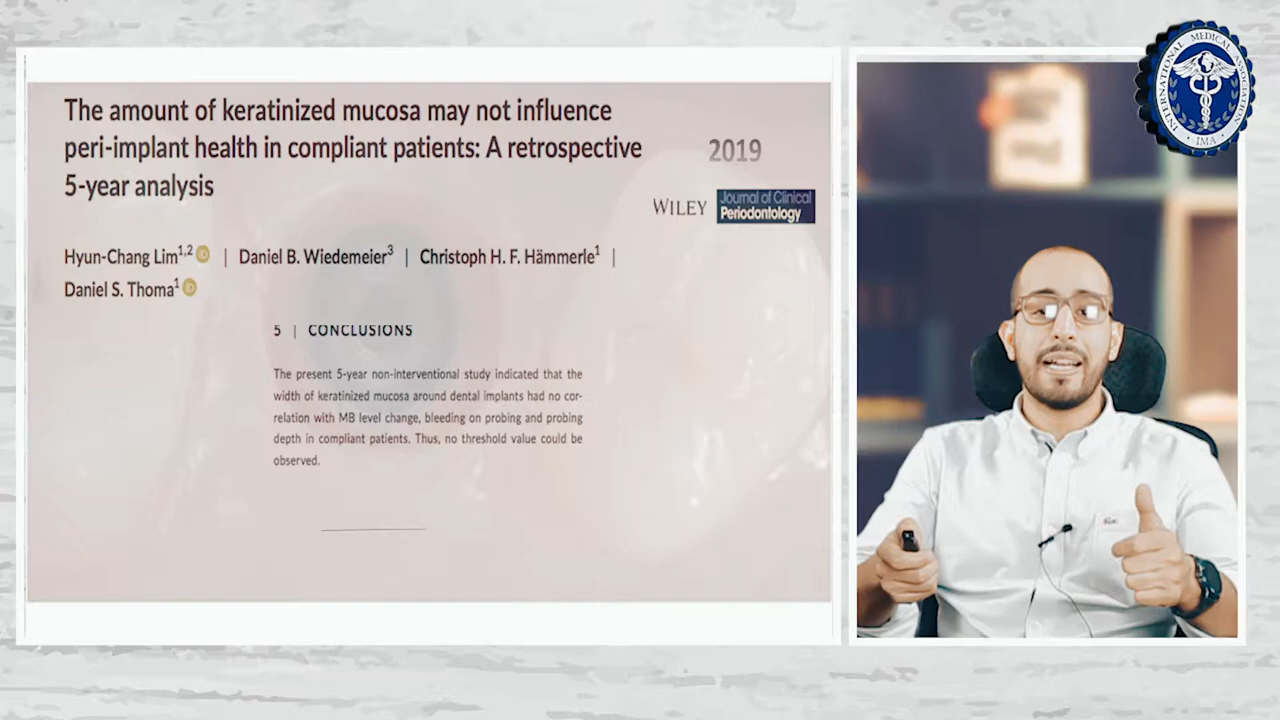 The amount of keratinized mucosa may not influence
peri-implant health in compliant patients: A retrospective
5-year analysis
2019
WILEY
Journal of Clinical
Periodontology
Hyun-Chang Lim1,2 | Daniel B. Wiedemeier3 | Christoph H. F. Hämmerle1 |
Daniel S. Thoma1
5 | CONCLUSIONS
The present 5-year non-interventional study indicated that the
width of keratinized mucosa around dental implants had no cor-
relation with MB level change, bleeding on probing and probing
depth in compliant patients. Thus, no threshold value could be
observed.
INTERNATIONAL MEDICAL ASSOCIATION
IMA